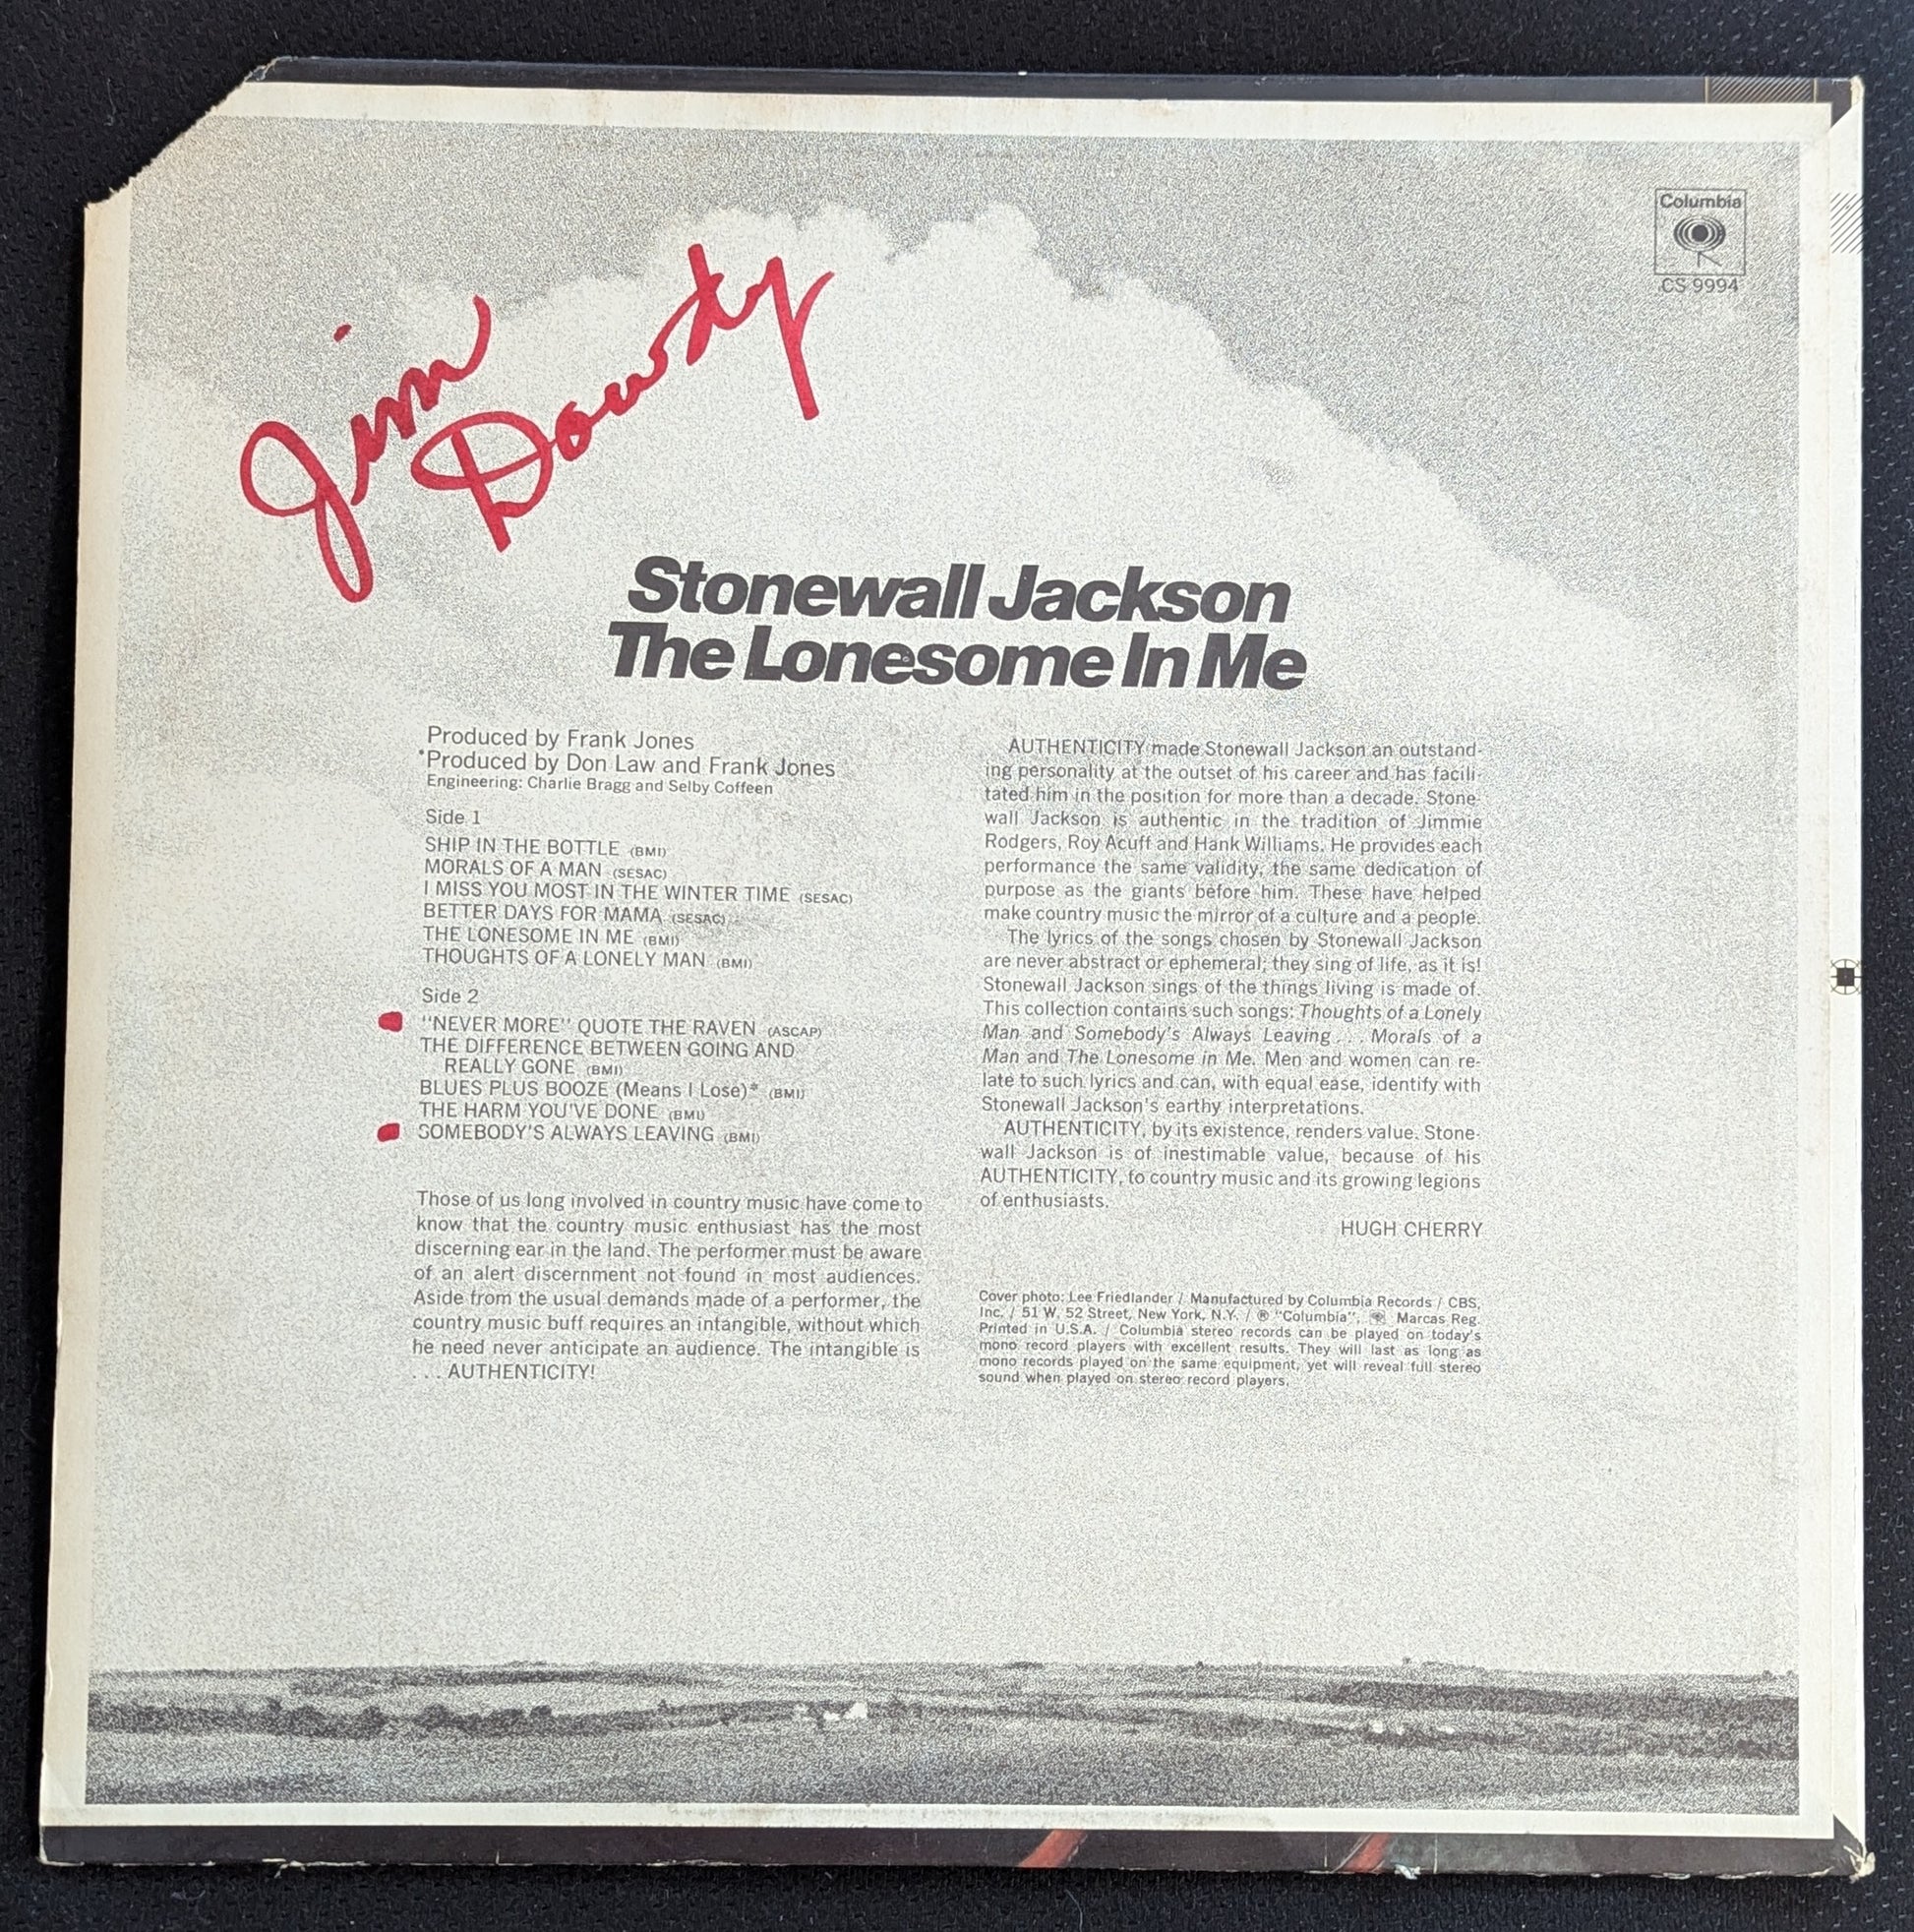 Columbia
CS 9994
Jim
Dowdy
Stonewall Jackson
The Lonesome In Me
Produced by Frank Jones
*Produced by Don Law and Frank Jones
Engineering: Charlie Bragg and Selby Coffeen
Side 1
SHIP IN THE BOTTLE (BMI)
MORALS OF A MAN (SESAC)
I MISS YOU MOST IN THE WINTER TIME (SESAC)
BETTER DAYS FOR MAMA (SESAC)
THE LONESOME IN ME (BMI)
THOUGHTS OF A LONELY MAN (BMI)
Side 2
"NEVER MORE" QUOTE THE RAVEN (ASCAP)
THE DIFFERENCE BETWEEN GOING AND
REALLY GONE (BMI)
BLUES PLUS BOOZE (Means I Lose)* (BMI)
THE HARM YOU'VE DONE (BMI)
SOMEBODY'S ALWAYS LEAVING (BMI)
Those of us long involved in country music have come to
know that the country music enthusiast has the most
discerning ear in the land. The performer must be aware
of an alert discernment not found in most audiences.
Aside from the usual demands made of a performer, the
country music buff requires an intangible, without which
he need never anticipate an audience. The intangible is
. . . AUTHENTICITY!
AUTHENTICITY made Stonewall Jackson an outstand-
ing personality at the outset of his career and has facili-
tated him in the position for more than a decade. Stone-
wall Jackson is authentic in the tradition of Jimmie
Rodgers, Roy Acuff and Hank Williams. He provides each
performance the same validity, the same dedication of
purpose as the giants before him. These have helped
make country music the mirror of a culture and a people.
The lyrics of the songs chosen by Stonewall Jackson
are never abstract or ephemeral; they sing of life, as it is!
Stonewall Jackson sings of the things living is made of.
This collection contains such songs: Thoughts of a Lonely
Man and Somebody's Always Leaving . . . Morals of a
Man and The Lonesome in Me. Men and women can re-
late to such lyrics and can, with equal ease, identify with
Stonewall Jackson's earthy interpretations.
AUTHENTICITY, by its existence, renders value. Stone-
wall Jackson is of inestimable value, because of his
AUTHENTICITY, to country music and its growing legions
of enthusiasts.
HUGH CHERRY
Cover photo: Lee Friedlander / Manufactured by Columbia Records / CBS,
Inc. / 51 W. 52 Street, New York, N.Y. / ® "Columbia", Marcas Reg.
Printed in U.S.A. / Columbia stereo records can be played on today's
mono record players with excellent results. They will last as long as
mono records played on the same equipment, yet will reveal full stereo
sound when played on stereo record players.